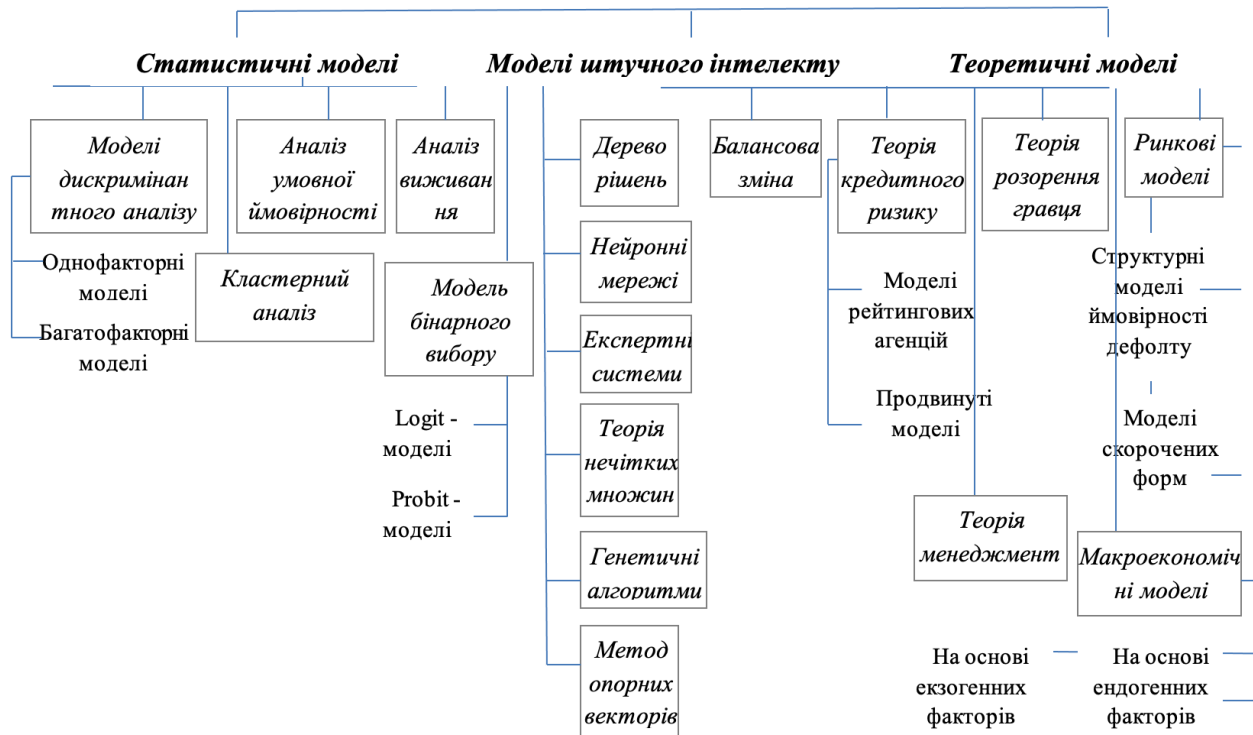 Статистичні моделі
Моделі штучного інтелекту
Теоретичні моделі
Моделі
дискримінан
тного аналізу
Однофакторні
моделі
Багатофакторні
моделі
Кластерний
аналіз
Аналіз
умовної
ймовірності
Аналіз
виживан
ня
Модель
бінарного
вибору
Logit -
моделі
Probit -
моделі
Дерево
рішень
Нейронні
мережі
Експертні
системи
Теорія
нечітких
множин
Генетичні
алгоритми
Метод
опорних
векторів
Балансова
зміна
Теорія
кредитного
ризику
Моделі
рейтингових
агенцій
Продвинуті
моделі
Теорія
розорення
гравця
Ринкові
моделі
Структурні
моделі
ймовірності
дефолту
Моделі
скорочених
форм
Теорія
менеджмент
Макроекономіч
ні моделі
На основі
екзогенних
факторів
На основі
ендогенних
факторів